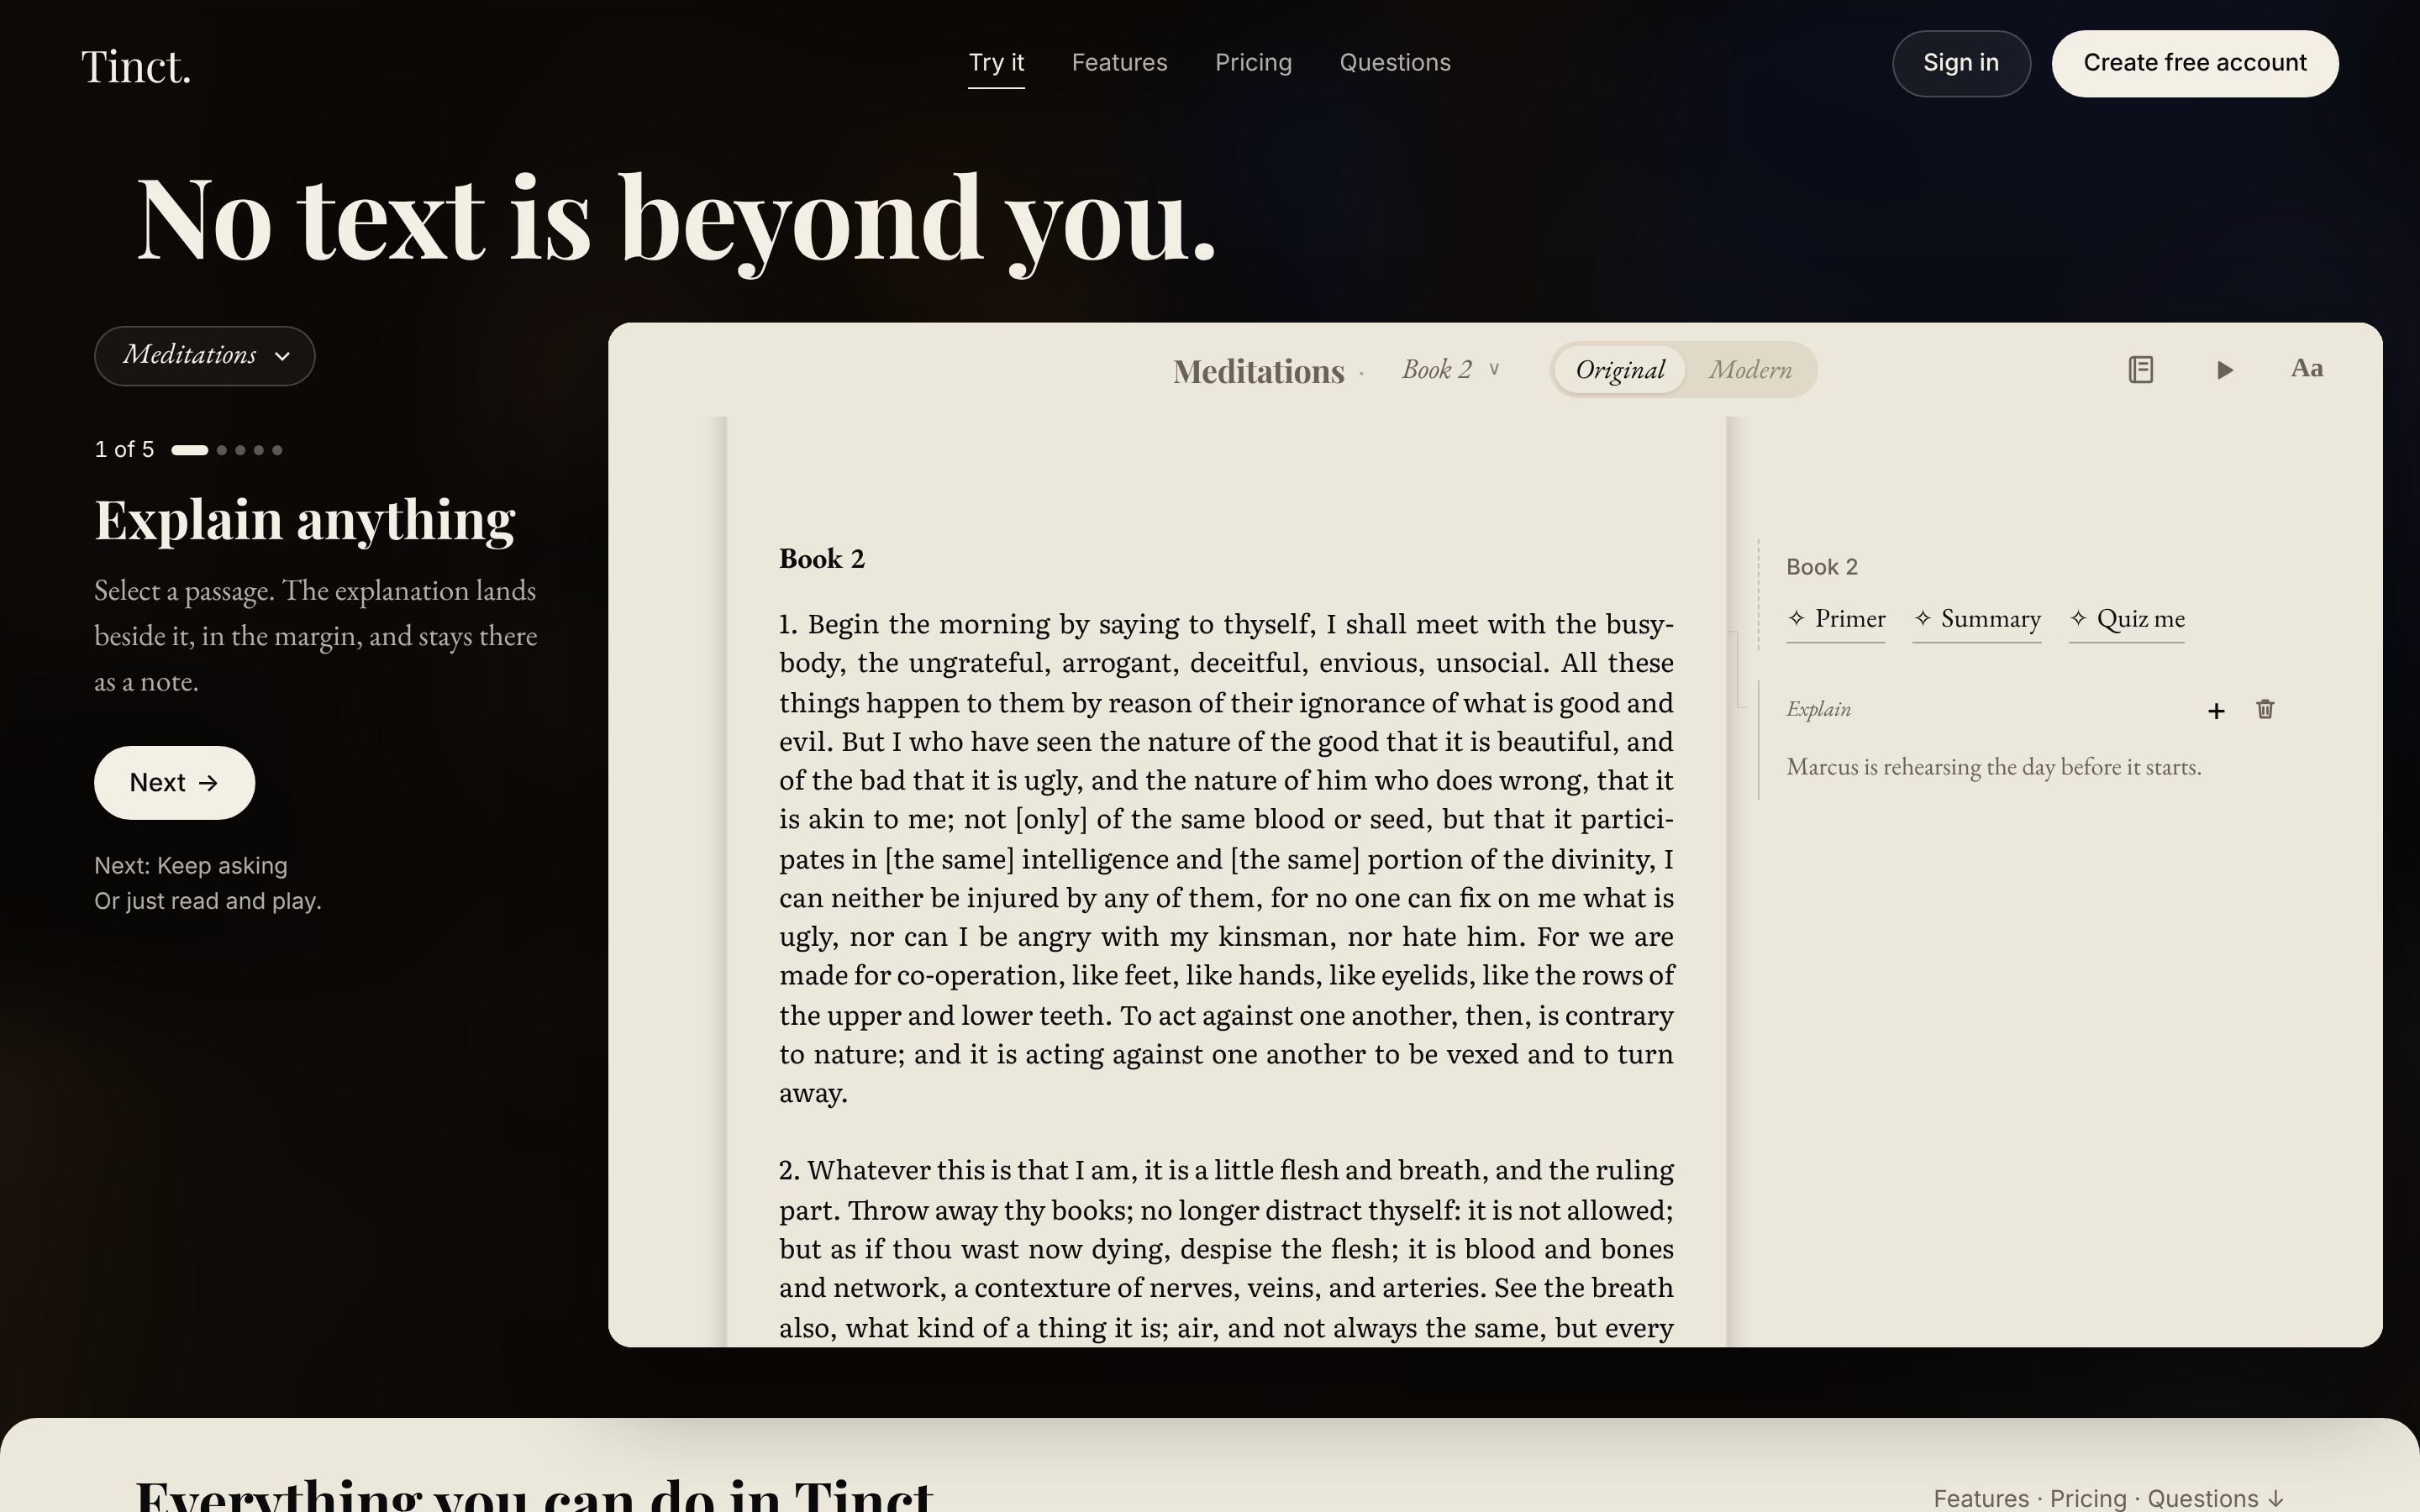 Tinct.
Try it
Features
Pricing
Questions
Sign in
Create free account
No text is beyond you.
Meditations
1 of 5
Explain anything
Select a passage. The explanation lands
beside it, in the margin, and stays there
as a note.
Next →
Next: Keep asking
Or just read and play.
Meditations · Book 2
Original
Modern
Aa
Book 2
1. Begin the morning by saying to thyself, I shall meet with the busy-
body, the ungrateful, arrogant, deceitful, envious, unsocial. All these
things happen to them by reason of their ignorance of what is good and
evil. But I who have seen the nature of the good that it is beautiful, and
of the bad that it is ugly, and the nature of him who does wrong, that it
is akin to me; not [only] of the same blood or seed, but that it partici-
pates in [the same] intelligence and [the same] portion of the divinity, I
can neither be injured by any of them, for no one can fix on me what is
ugly, nor can I be angry with my kinsman, nor hate him. For we are
made for co-operation, like feet, like hands, like eyelids, like the rows of
the upper and lower teeth. To act against one another, then, is contrary
to nature; and it is acting against one another to be vexed and to turn
away.
2. Whatever this is that I am, it is a little flesh and breath, and the ruling
part. Throw away thy books; no longer distract thyself: it is not allowed;
but as if thou wast now dying, despise the flesh; it is blood and bones
and network, a contexture of nerves, veins, and arteries. See the breath
also, what kind of a thing it is; air, and not always the same, but every
Book 2
Primer
Summary
Quiz me
Explain
Marcus is rehearsing the day before it starts.
Everything you can do in Tinct
Features · Pricing · Questions ↓